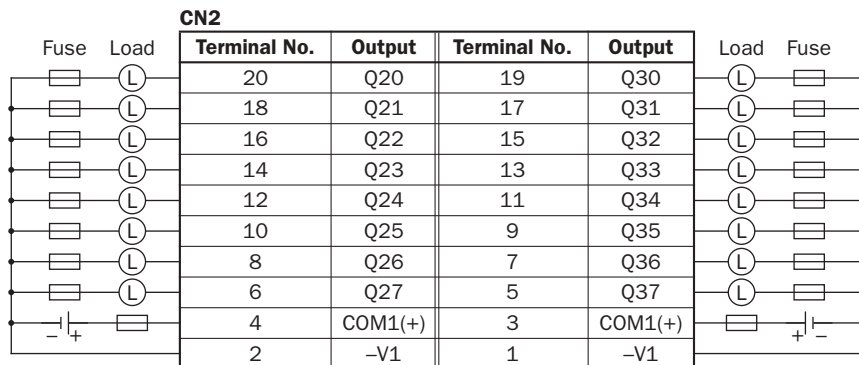 CN2
Fuse Load Terminal No. Output Terminal No. Output Load Fuse
L 20 Q20 19 Q30 L
L 18 Q21 17 Q31 L
L 16 Q22 15 Q32 L
L 14 Q23 13 Q33 L
L 12 Q24 11 Q34 L
L 10 Q25 9 Q35 L
L 8 Q26 7 Q36 L
L 6 Q27 5 Q37 L
– + 4 COM1(+) 3 COM1(+) + –
2 –V1 1 –V1